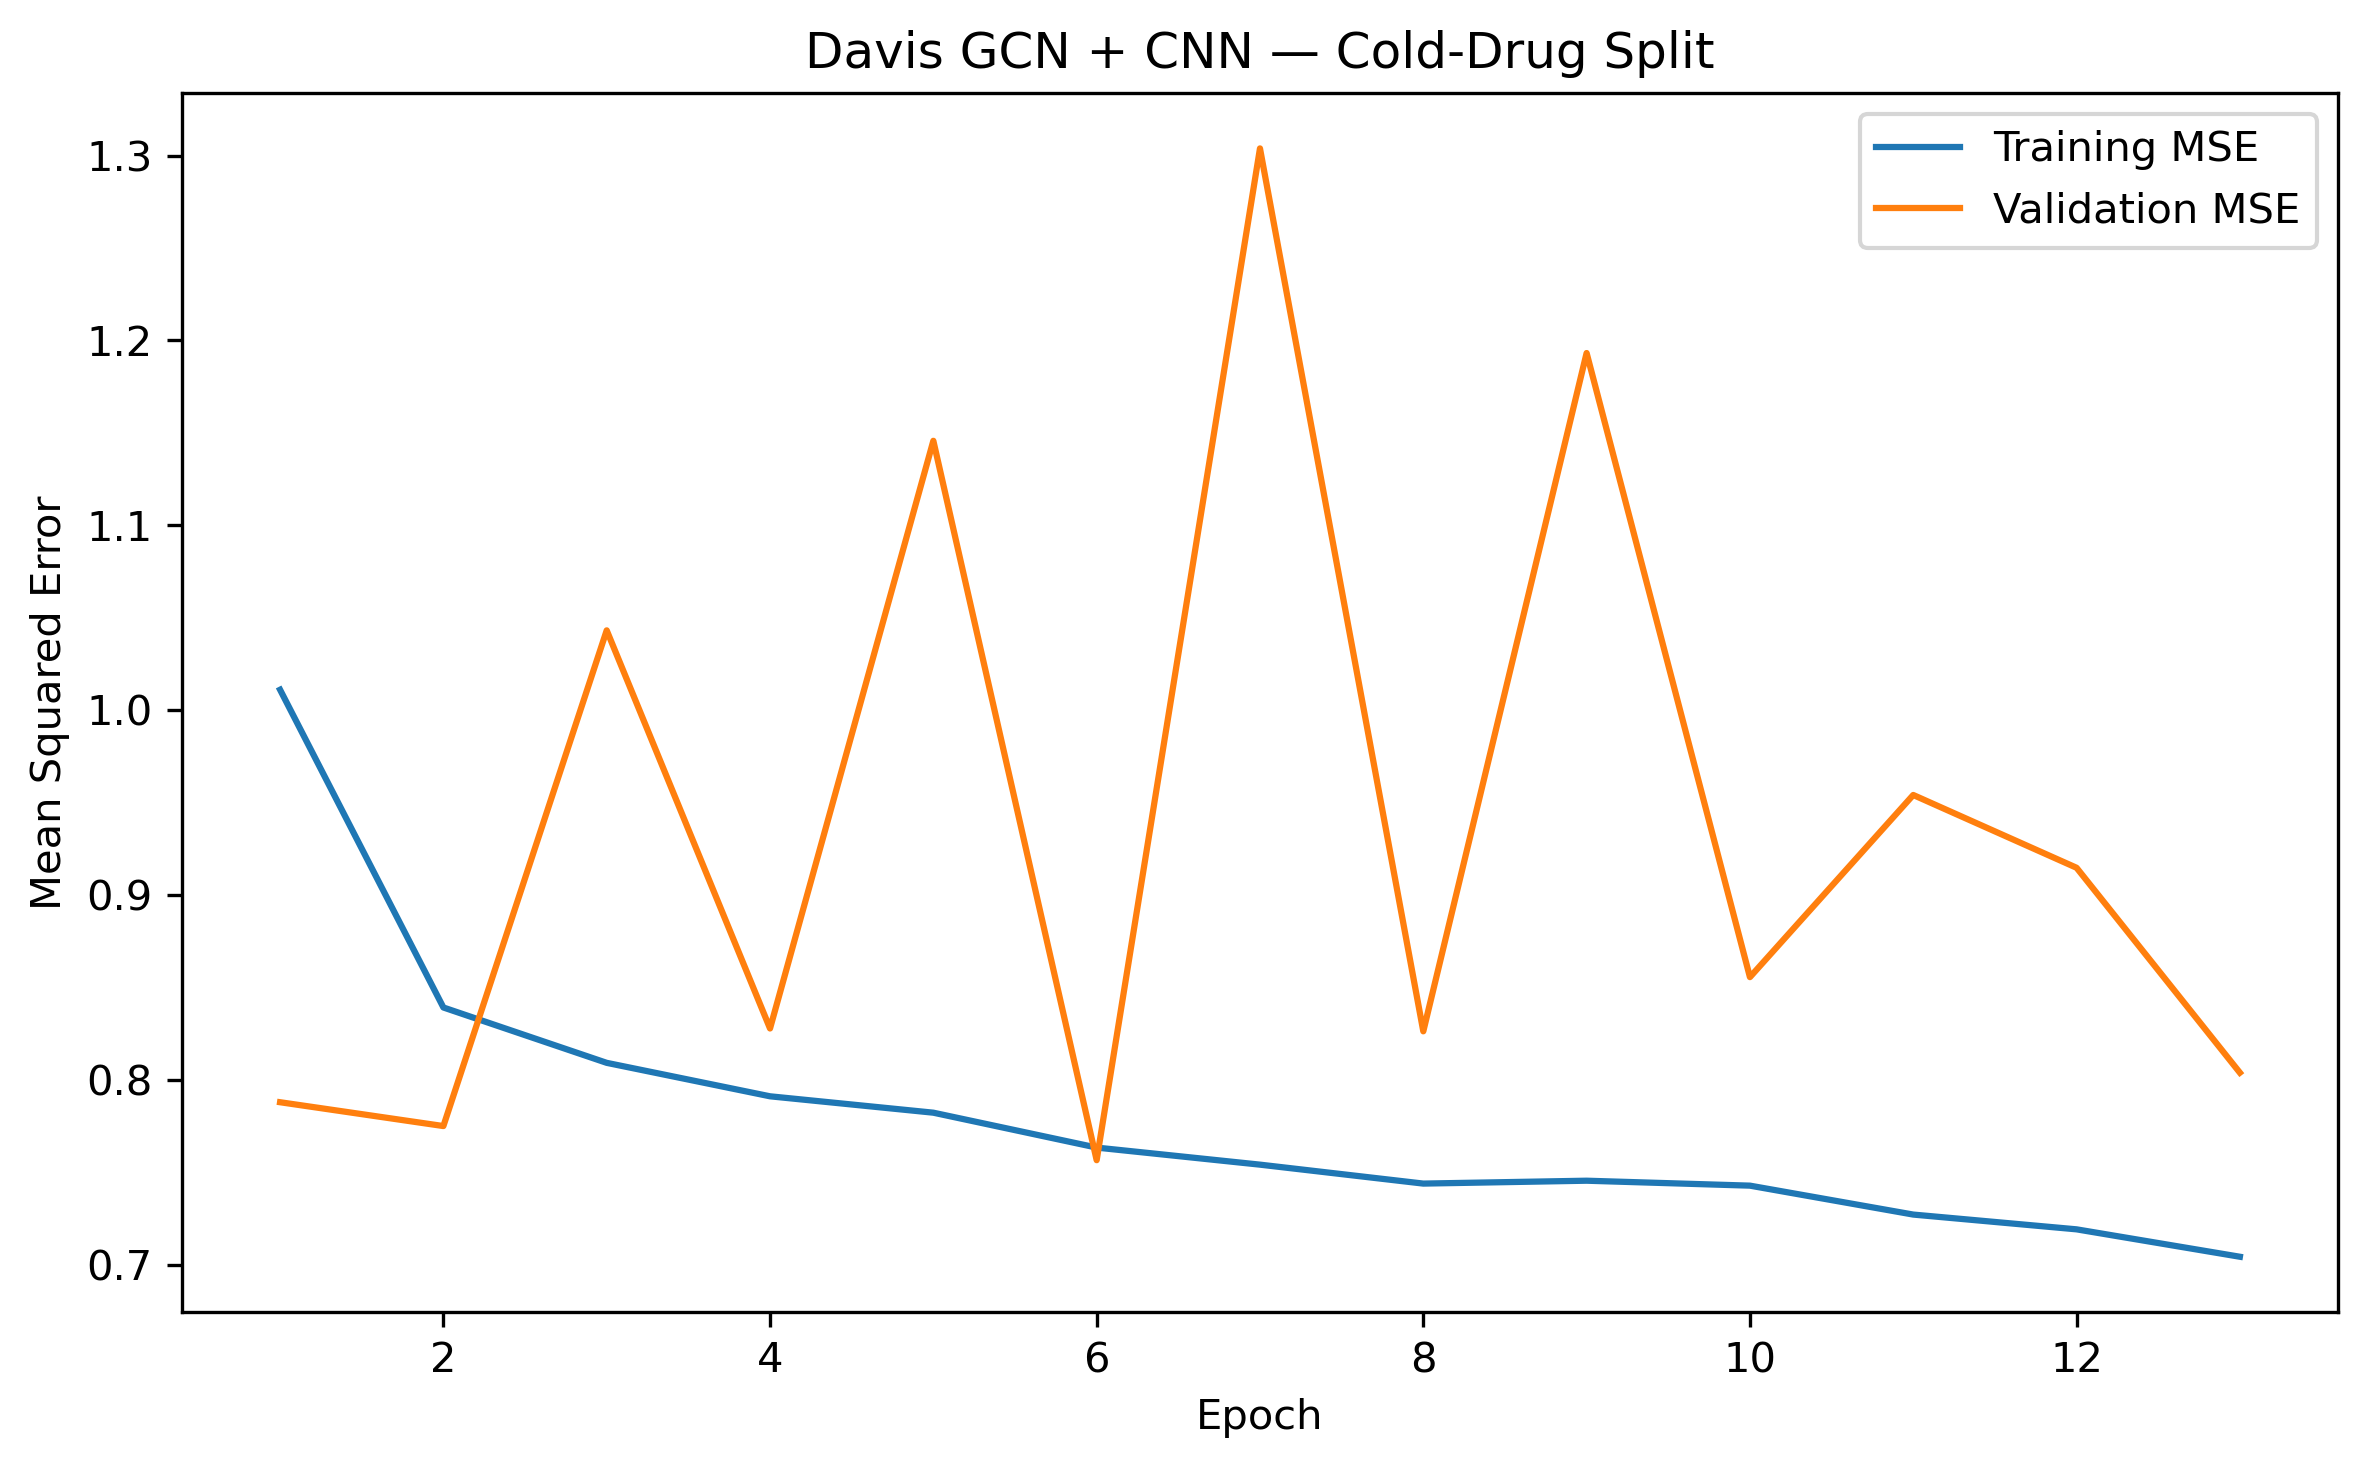 Davis GCN + CNN — Cold-Drug Split
Training MSE
Validation MSE
Mean Squared Error
1.3
1.2
1.1
1.0
0.9
0.8
0.7
2 4 6 8 10 12
Epoch